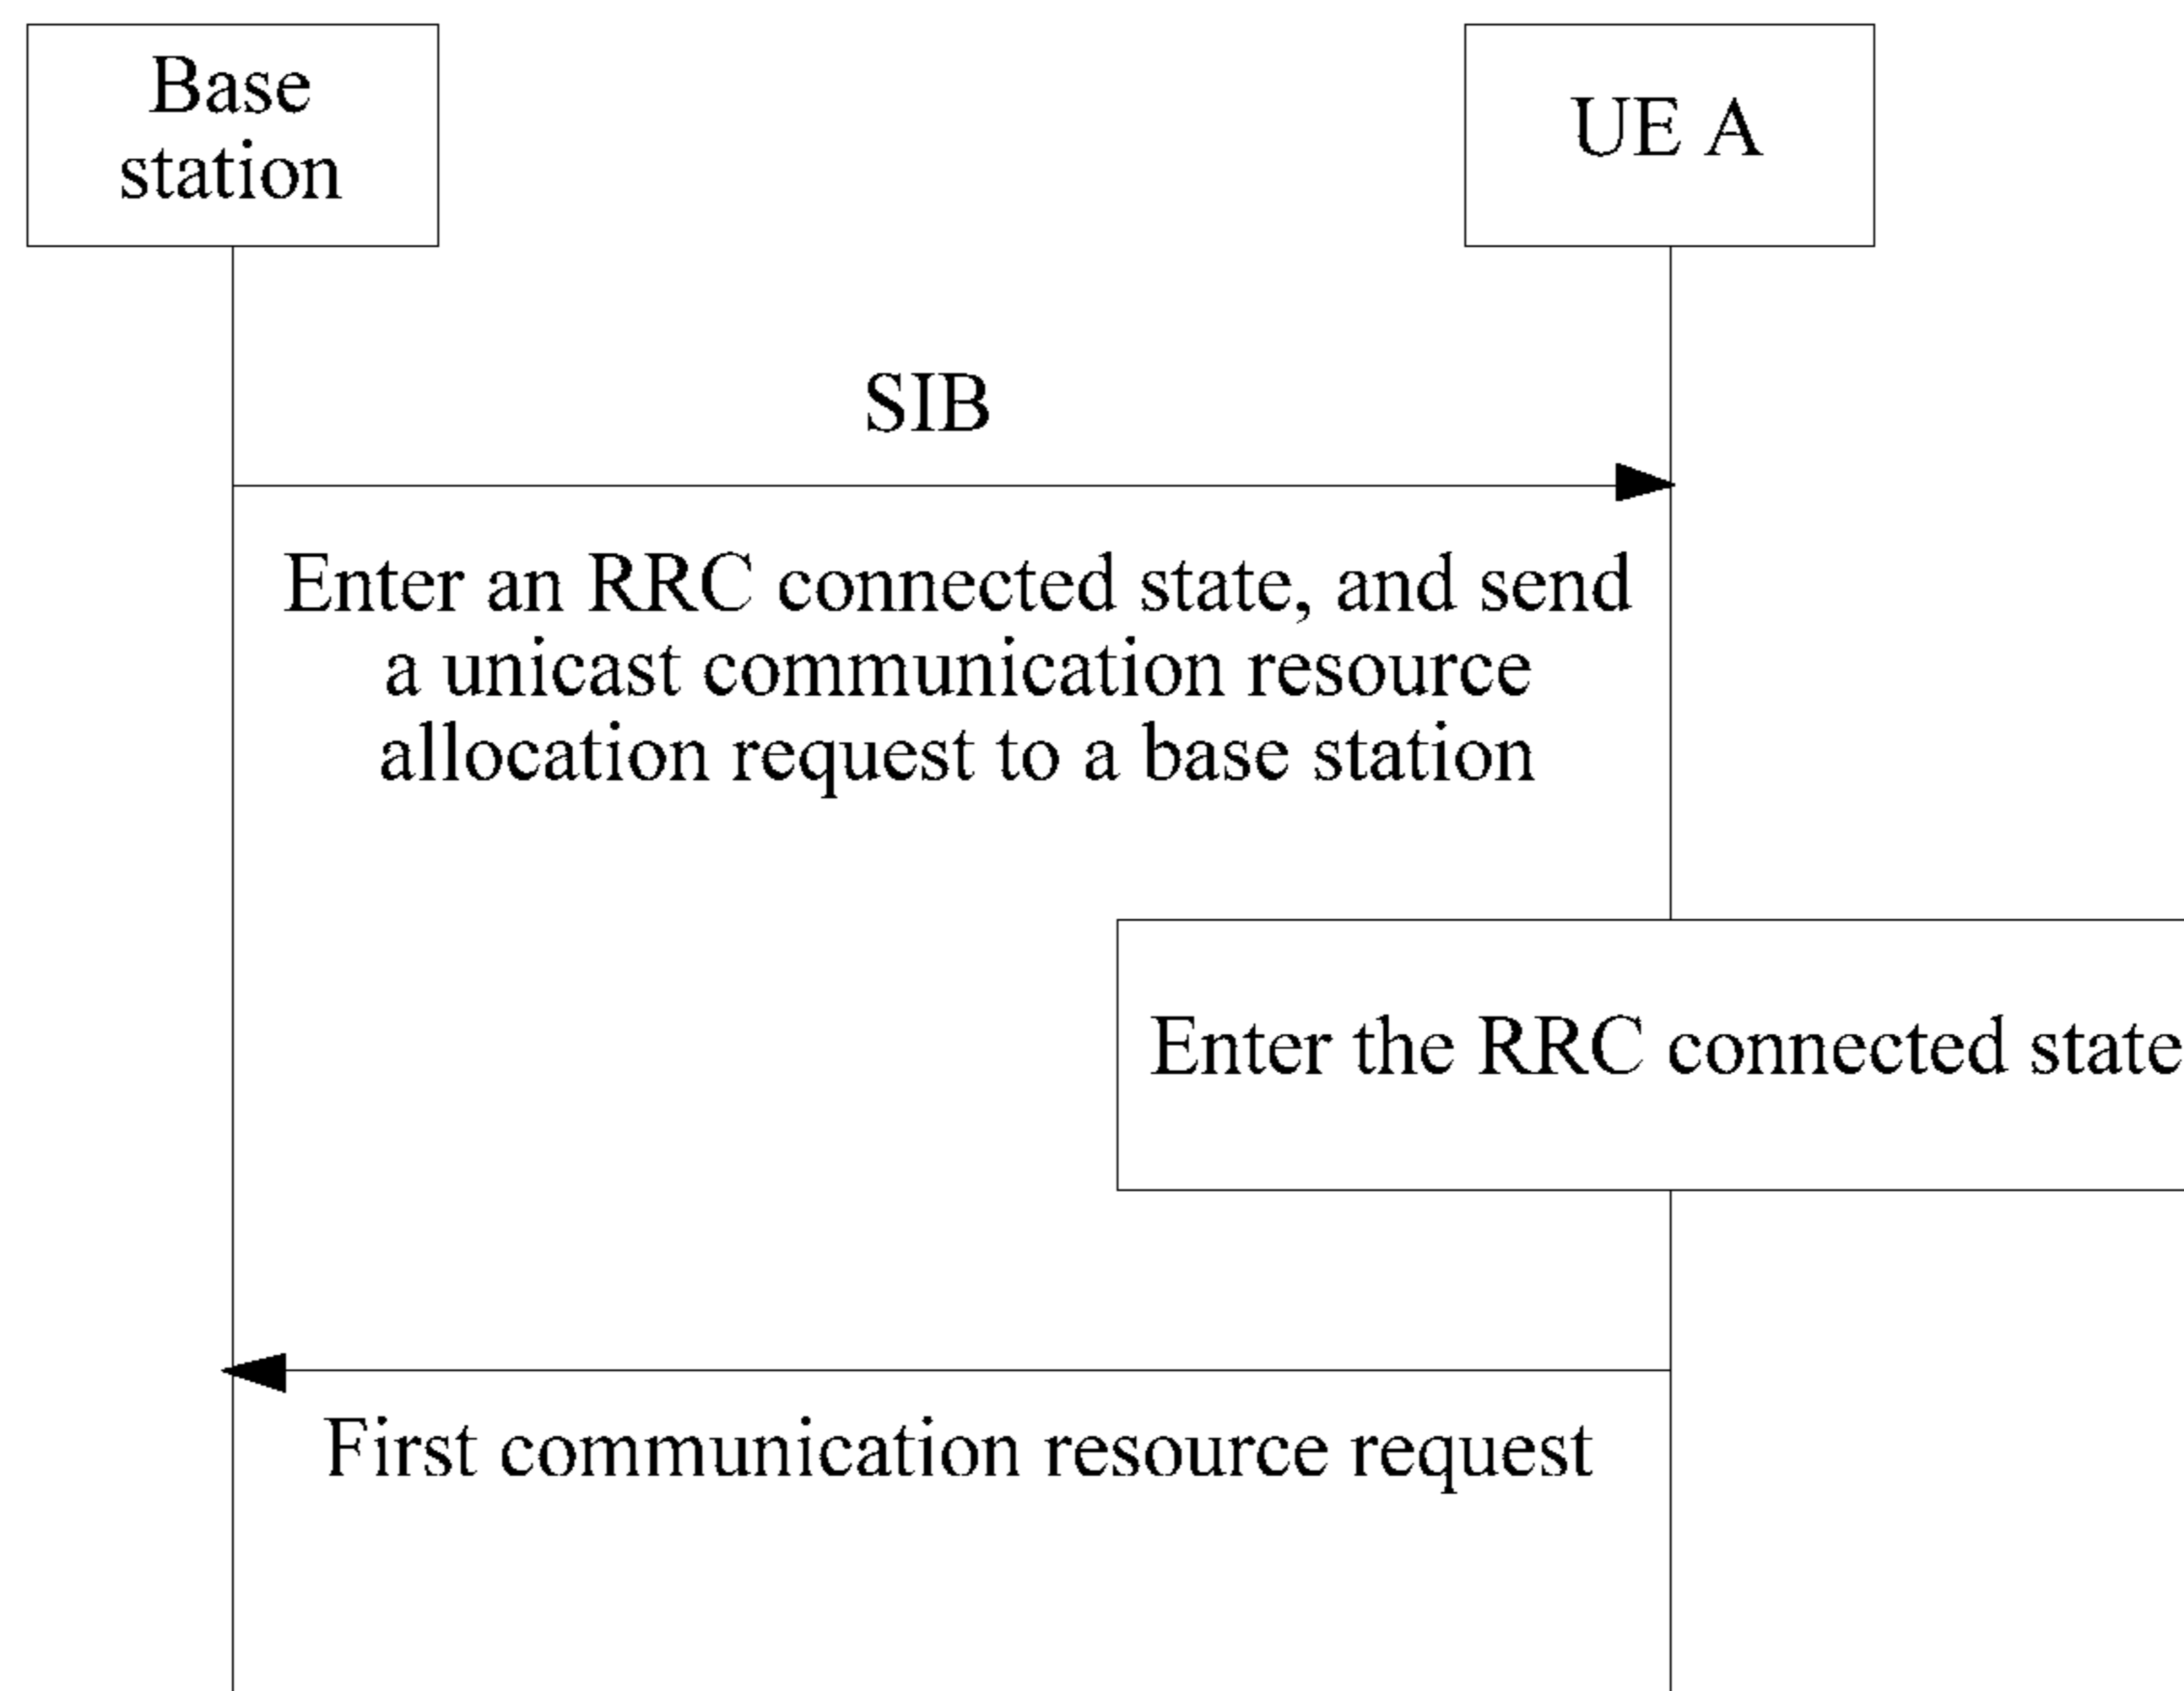 Base
station
UE A
SIB
Enter an RRC connected state, and send
a unicast communication resource
allocation request to a base station
Enter the RRC connected state
First communication resource request